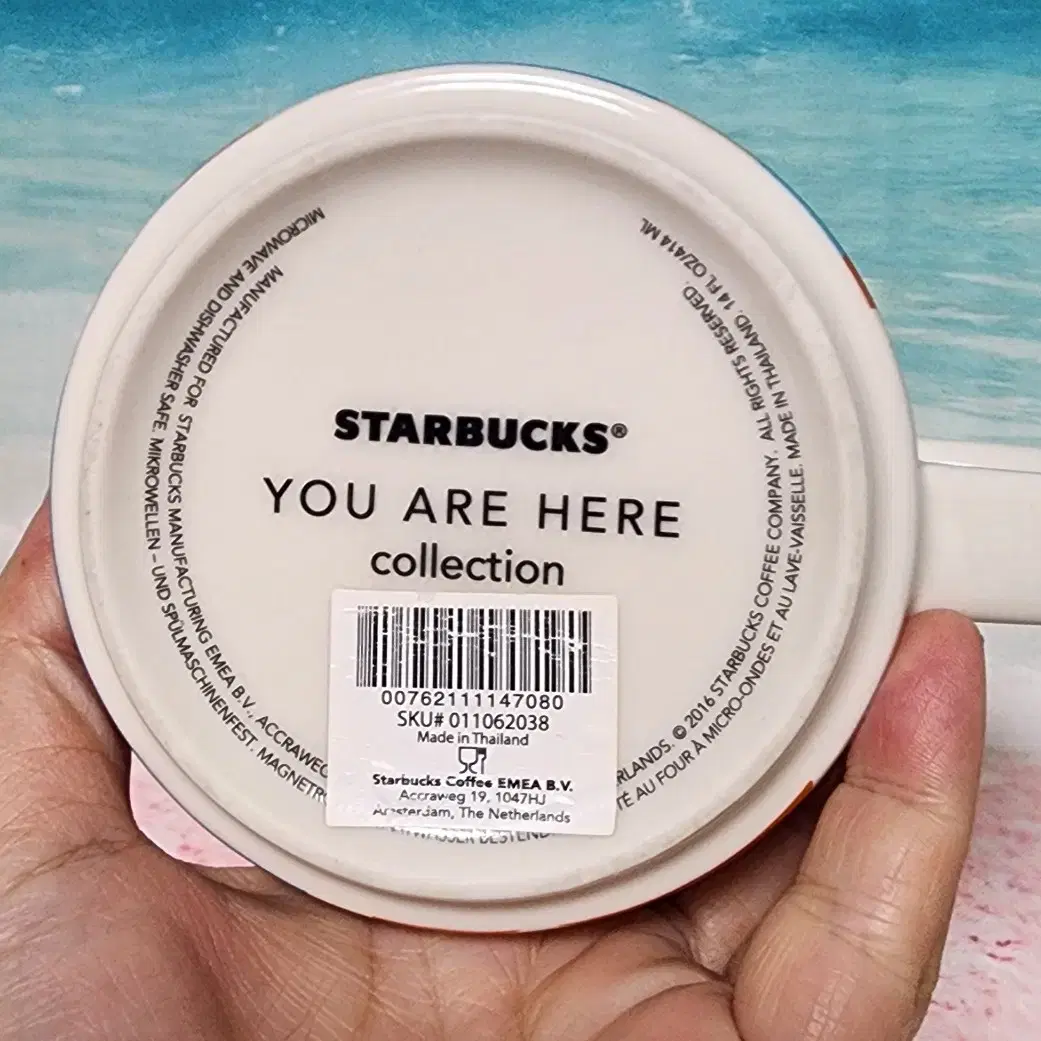 STARBUCKS®
YOU ARE HERE
collection
00762111147080
SKU# 011062038
Made in Thailand
Starbucks Coffee EMEA B.V.
Accraweg 19, 1047HJ
Amsterdam, The Netherlands
MANUFACTURED FOR STARBUCKS MANUFACTURING EMEA B.V., ACCRAWEG
RLANDS. © 2016 STARBUCKS COFFEE COMPANY. ALL RIGHTS RESERVED.
MICROWAVE AND DISHWASHER SAFE. MIKROWELLEN – UND SPÜLMASCHINENFEST. MAGNETR
TÉ AU FOUR À MICRO-ONDES ET AU LAVE-VAISSELLE. MADE IN THAILAND. 14 FL OZ/414 ML